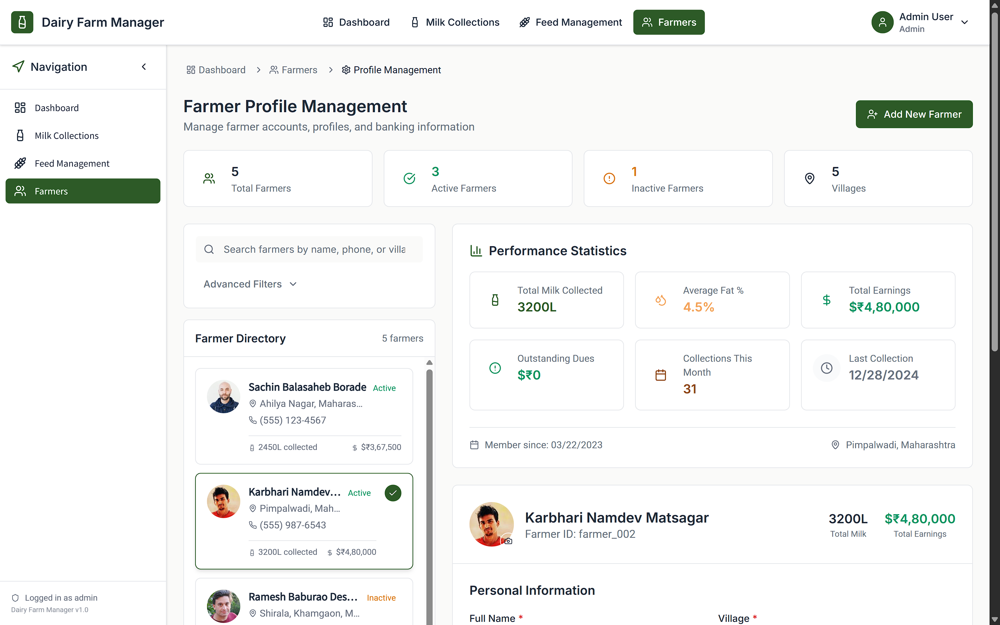 Dairy Farm Manager
Dashboard
Milk Collections
Feed Management
Farmers
Admin User
Admin
Navigation
Dashboard
Milk Collections
Feed Management
Farmers
Logged in as admin
Dairy Farm Manager v1.0
Dashboard > Farmers > Profile Management
Farmer Profile Management
Manage farmer accounts, profiles, and banking information
Add New Farmer
5
Total Farmers
3
Active Farmers
1
Inactive Farmers
5
Villages
Search farmers by name, phone, or villa
Advanced Filters
Farmer Directory
5 farmers
Sachin Balasaheb Borade Active
Ahilya Nagar, Maharas...
(555) 123-4567
2450L collected $ $₹3,67,500
Karbhari Namdev... Active
Pimpalwadi, Mah...
(555) 987-6543
3200L collected $ $₹4,80,000
Ramesh Baburao Des... Inactive
Shirala, Khamgaon, M...
Performance Statistics
Total Milk Collected
3200L
Average Fat %
4.5%
$
Total Earnings
$₹4,80,000
Outstanding Dues
$₹0
Collections This
Month
31
Last Collection
12/28/2024
Member since: 03/22/2023
Pimpalwadi, Maharashtra
Karbhari Namdev Matsagar
Farmer ID: farmer_002
3200L
Total Milk
$₹4,80,000
Total Earnings
Personal Information
Full Name *
Village *